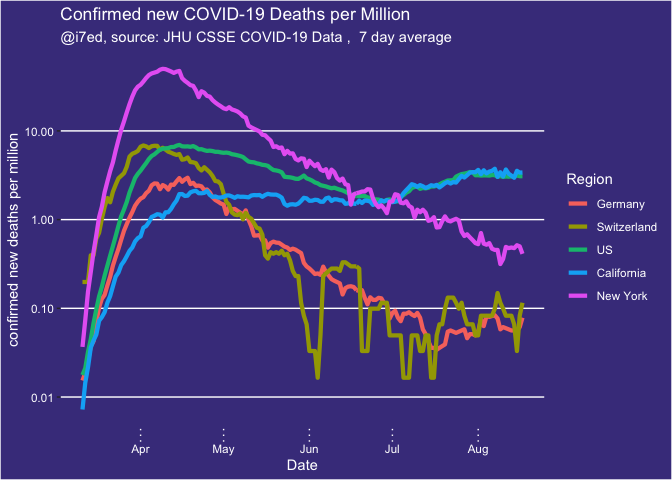 Confirmed new COVID-19 Deaths per Million
@i7ed, source: JHU CSSE COVID-19 Data ,  7 day average
confirmed new deaths per million
10.00
1.00
0.10
0.01
Apr
May
Jun
Jul
Aug
Date
Region
Germany
Switzerland
US
California
New York